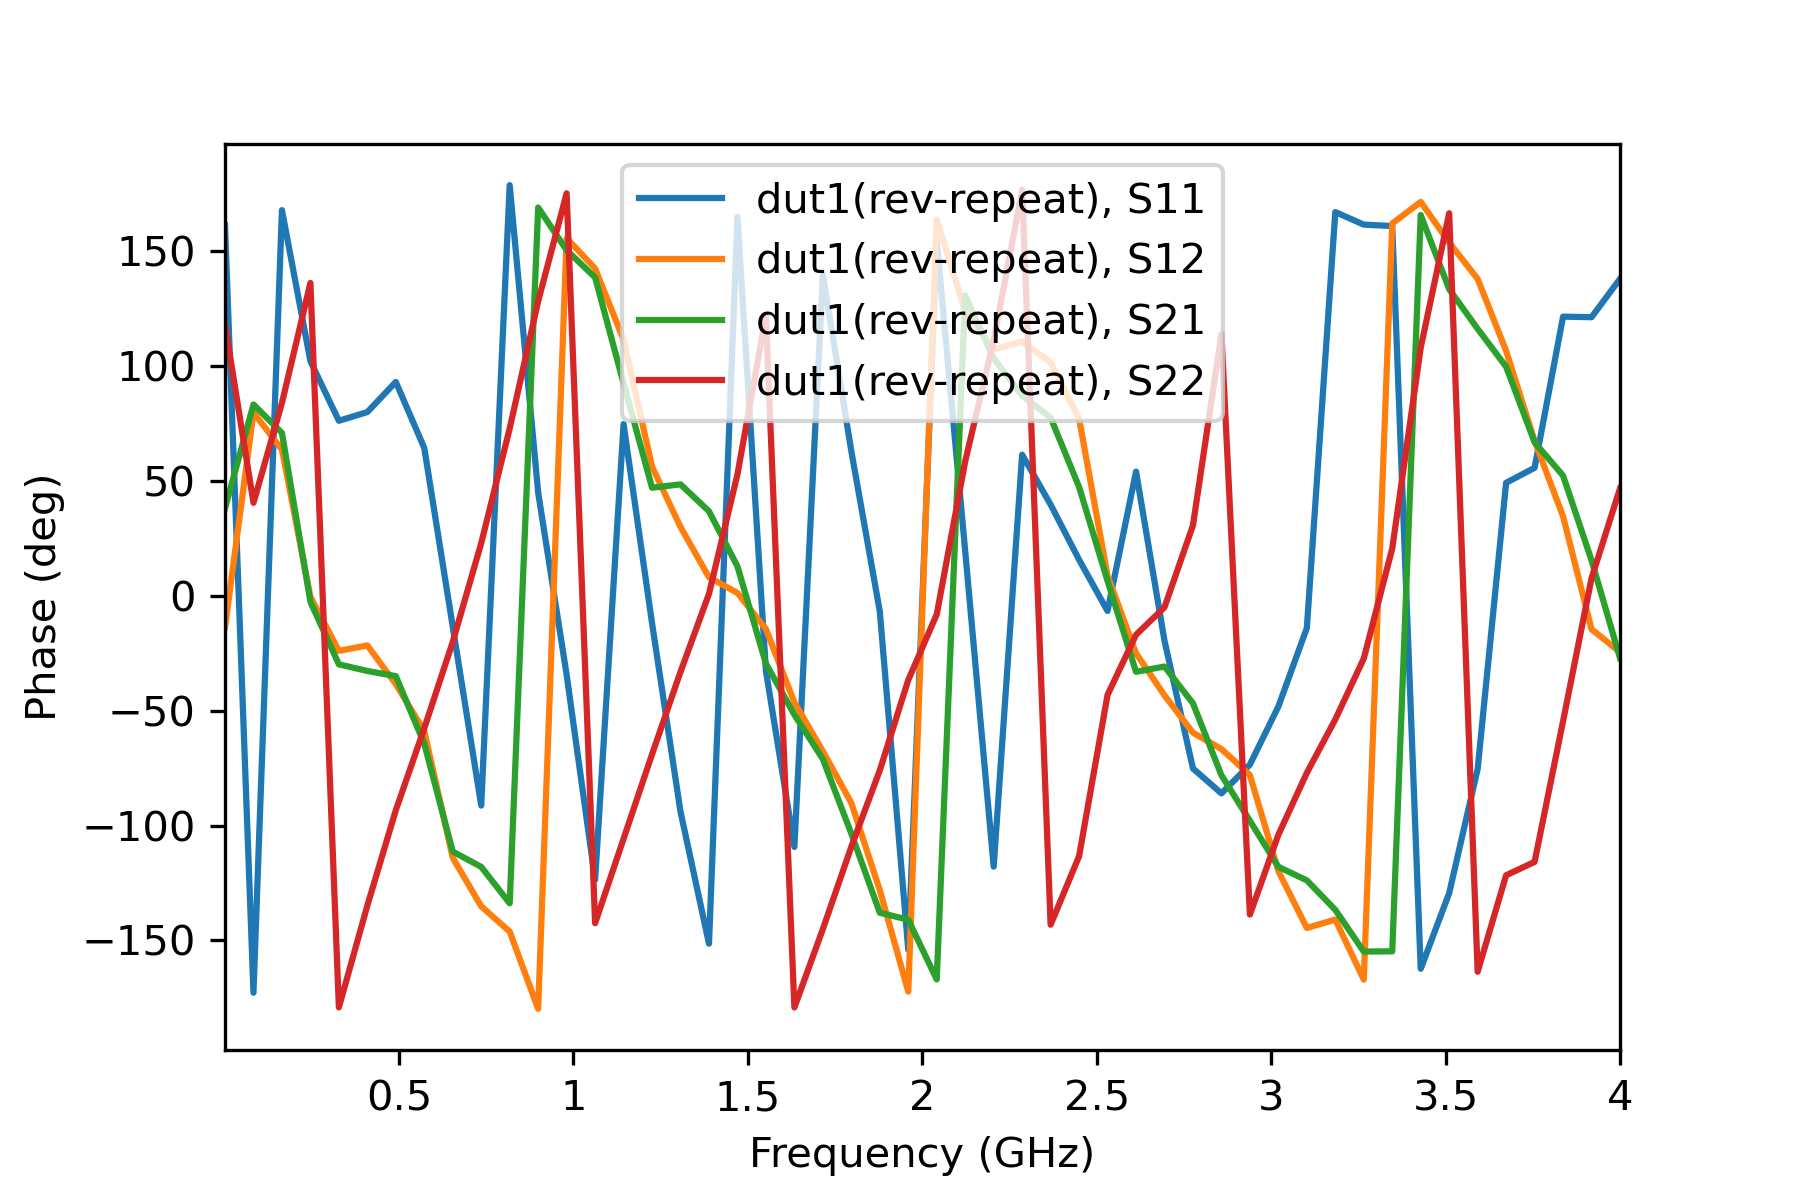 dut1(rev-repeat), S11
dut1(rev-repeat), S12
dut1(rev-repeat), S21
dut1(rev-repeat), S22
Phase (deg)
150
100
50
0
−50
−100
−150
0.5 1 1.5 2 2.5 3 3.5 4
Frequency (GHz)